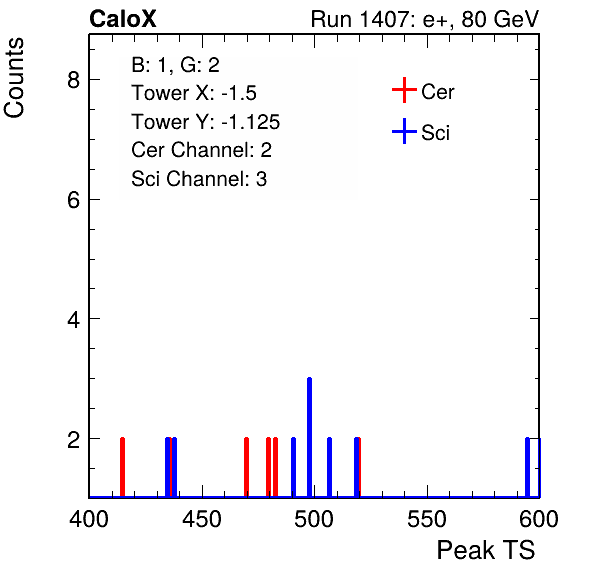 CaloX Run 1407: e+, 80 GeV
Counts
B: 1, G: 2
Tower X: -1.5
Tower Y: -1.125
Cer Channel: 2
Sci Channel: 3
Cer
Sci
8
6
4
2
400 450 500 550 600
Peak TS